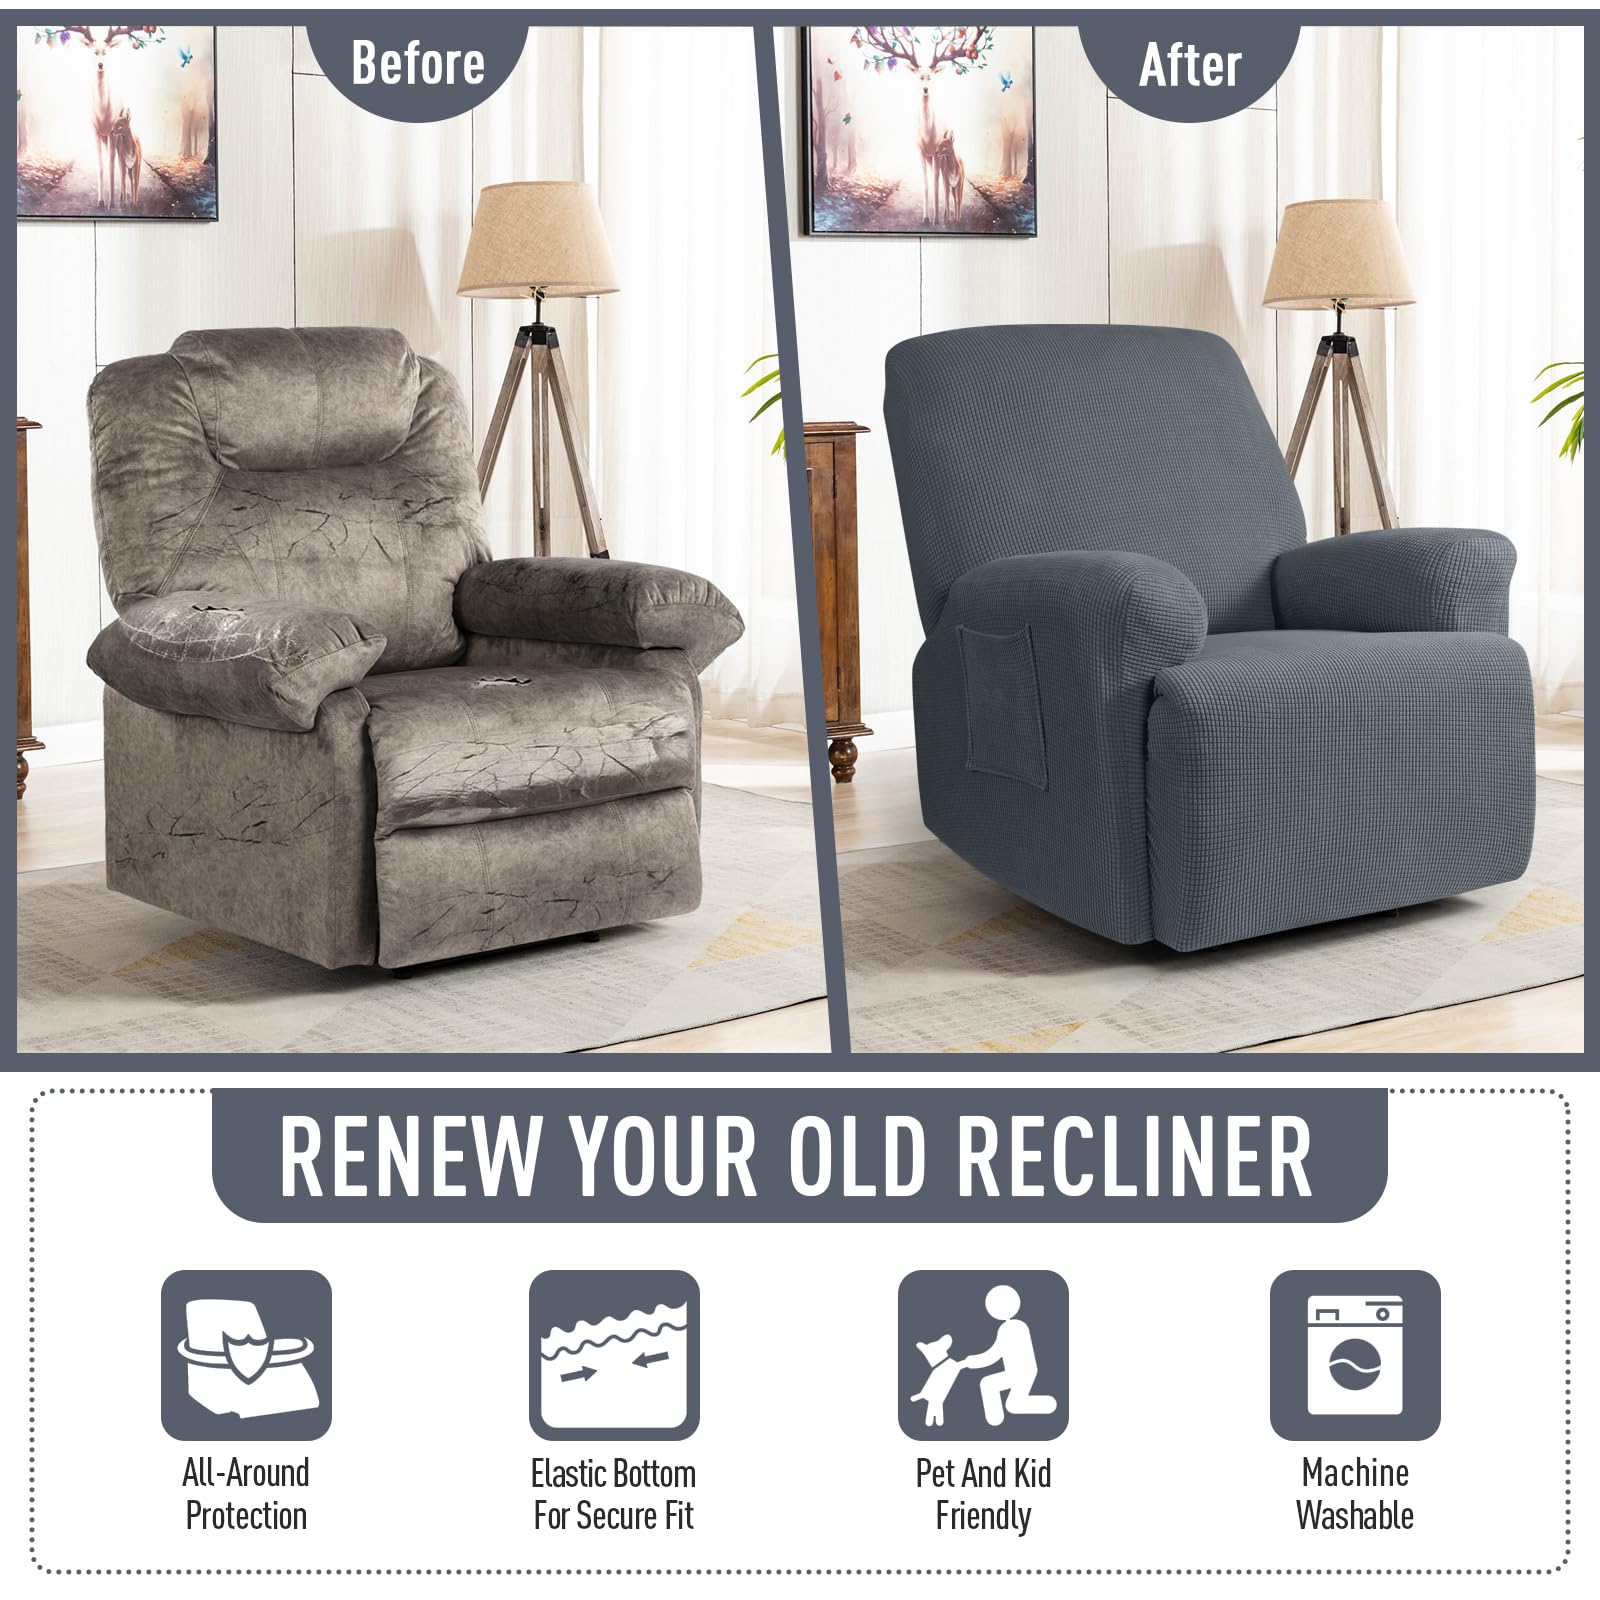 Before
After
RENEW YOUR OLD RECLINER
All-Around
Protection
Elastic Bottom
For Secure Fit
Pet And Kid
Friendly
Machine
Washable